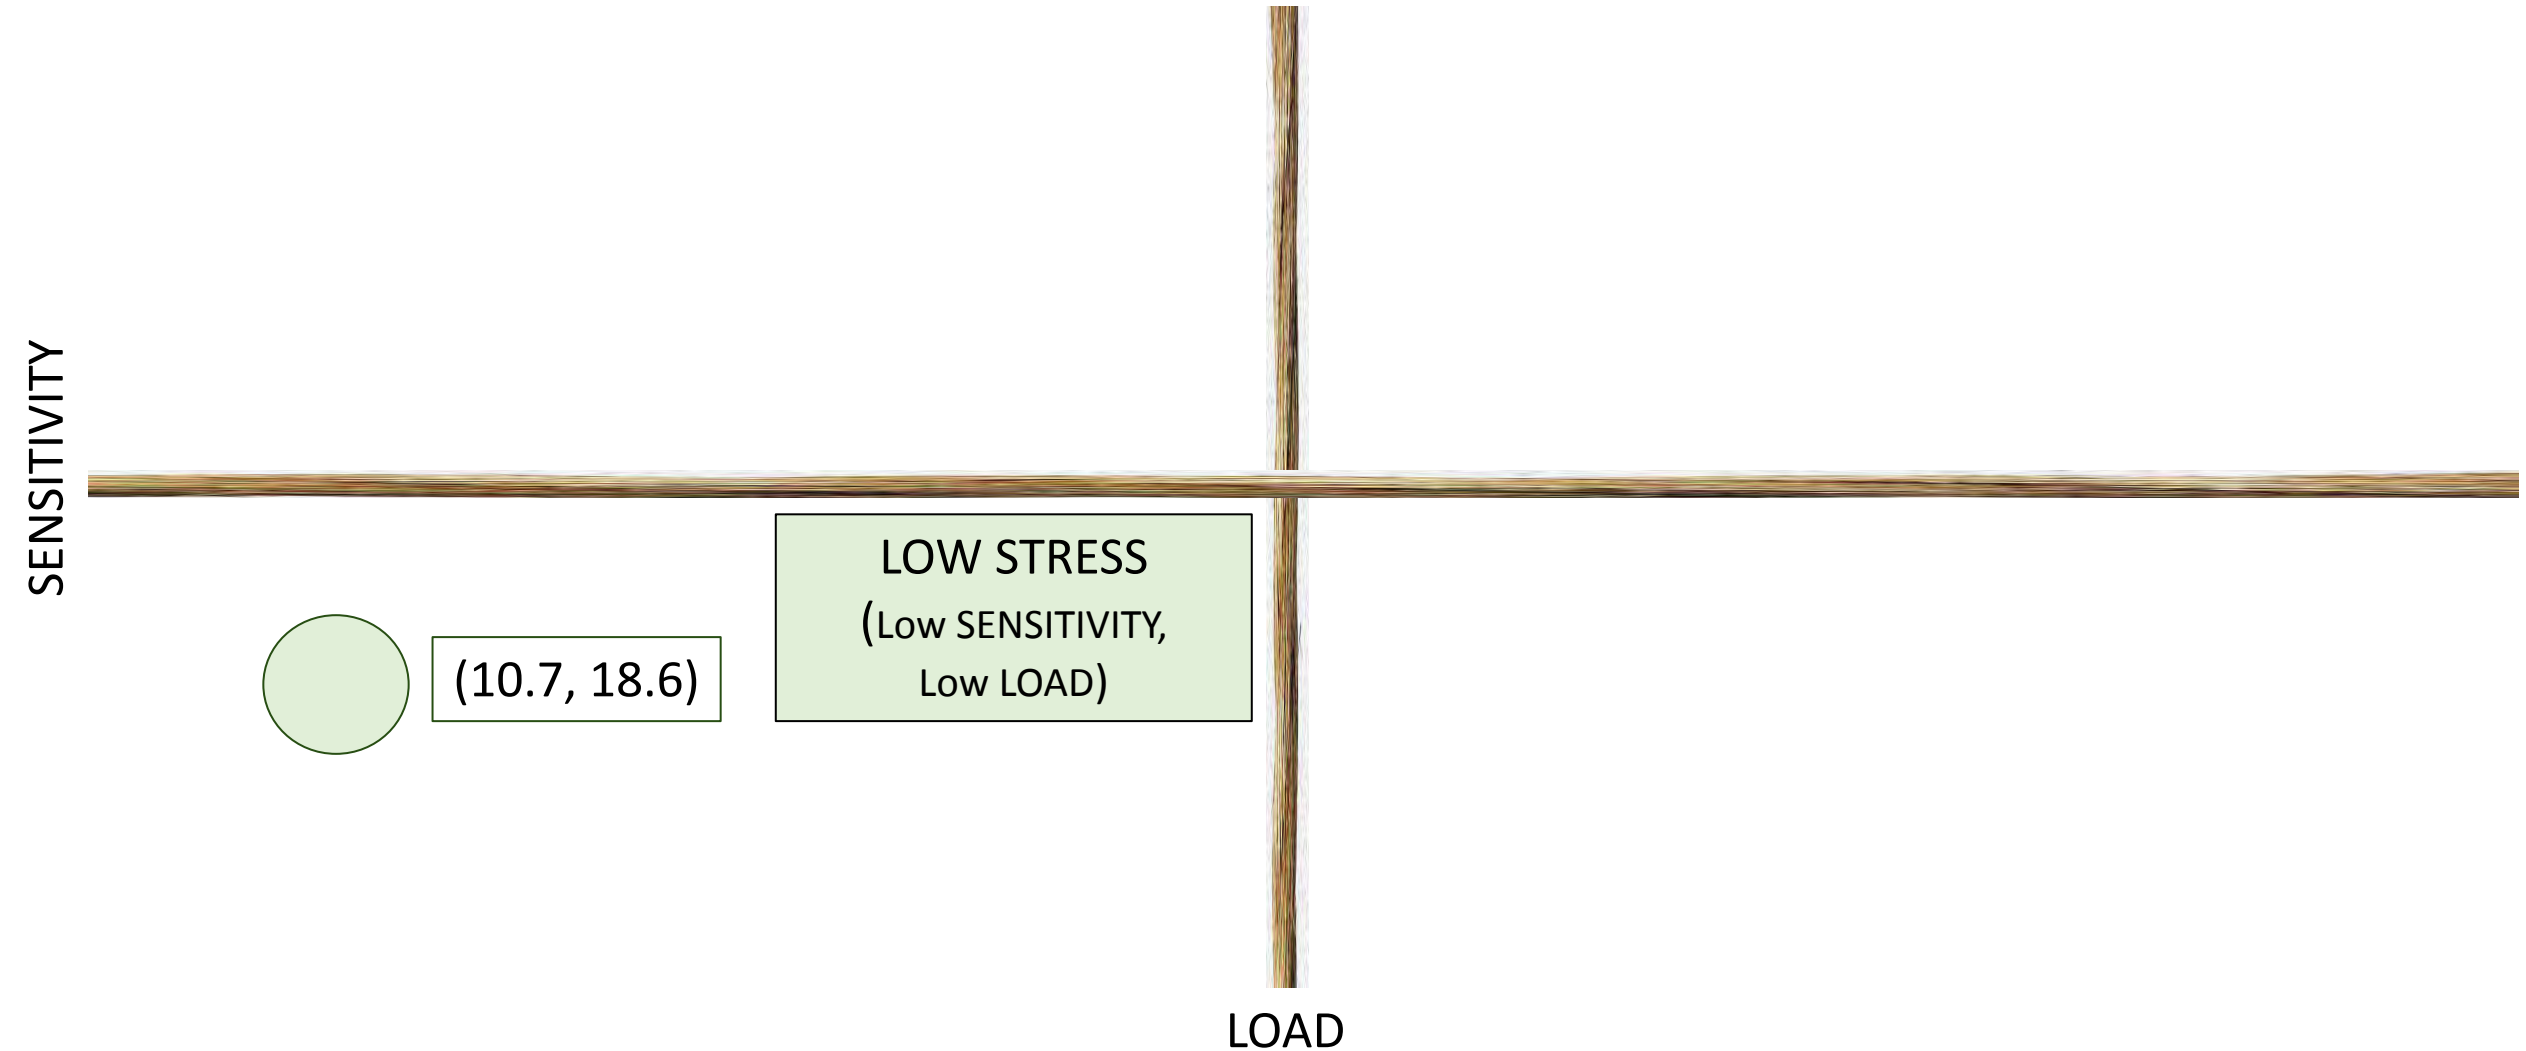 SENSITIVITY
LOW STRESS
(Low SENSITIVITY,
Low LOAD)
(10.7, 18.6)
LOAD